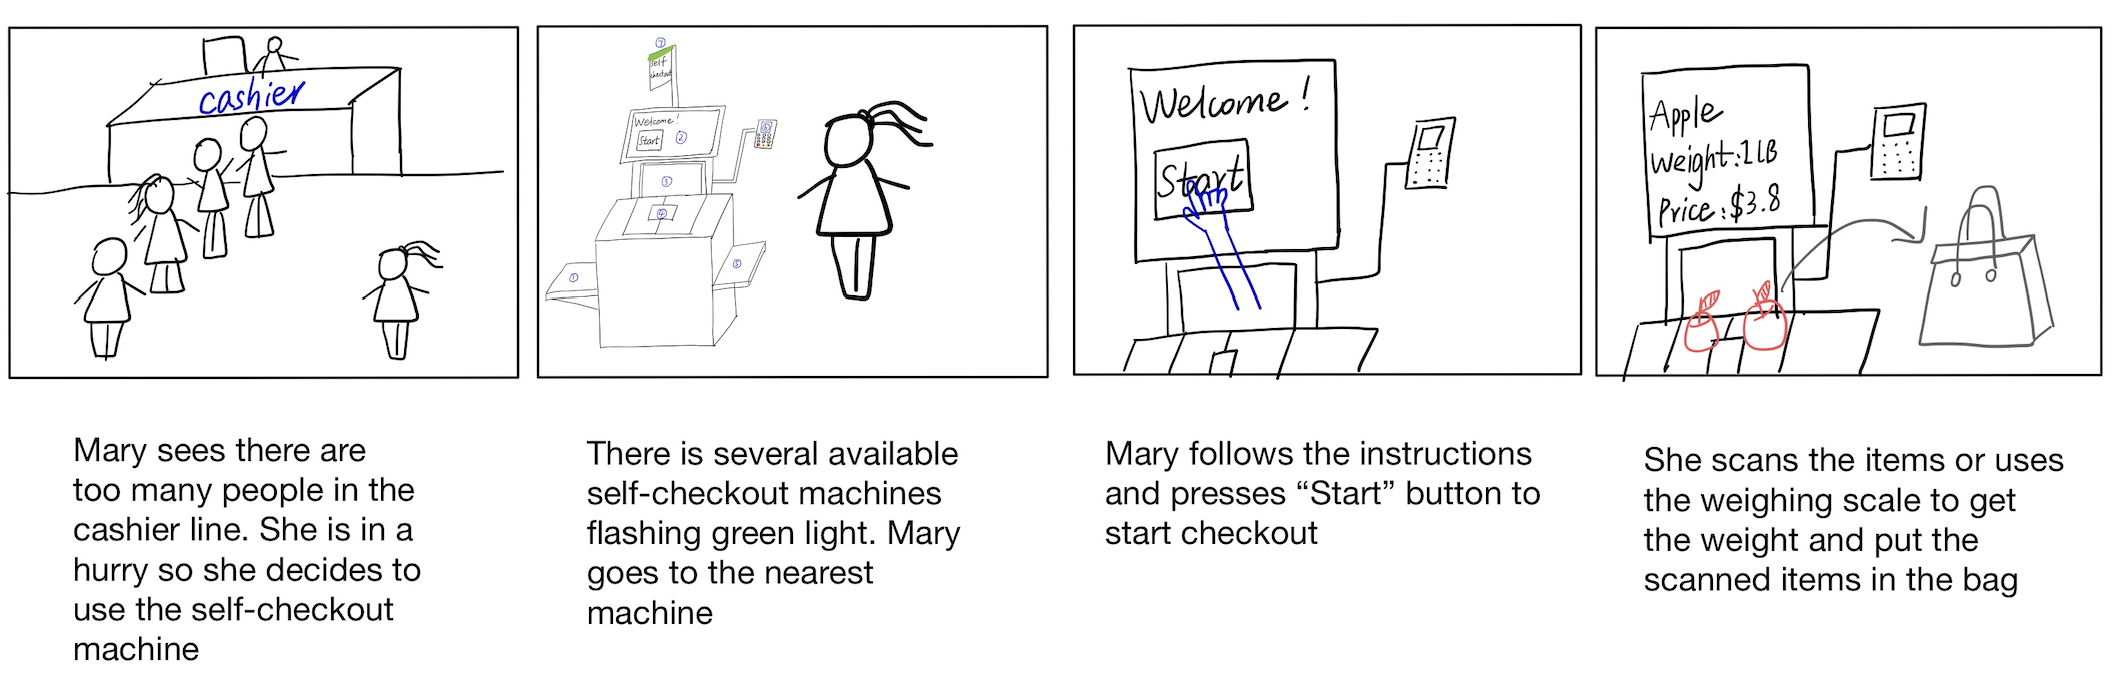 cashier
⑦
self
checkout
Welcome!
Start
②
⑥
③
④
①
⑤
Welcome!
Start
Apple
Weight:1LB
Price:$3.8
Mary sees there are
too many people in the
cashier line. She is in a
hurry so she decides to
use the self-checkout
machine
There is several available
self-checkout machines
flashing green light. Mary
goes to the nearest
machine
Mary follows the instructions
and presses “Start” button to
start checkout
She scans the items or uses
the weighing scale to get
the weight and put the
scanned items in the bag